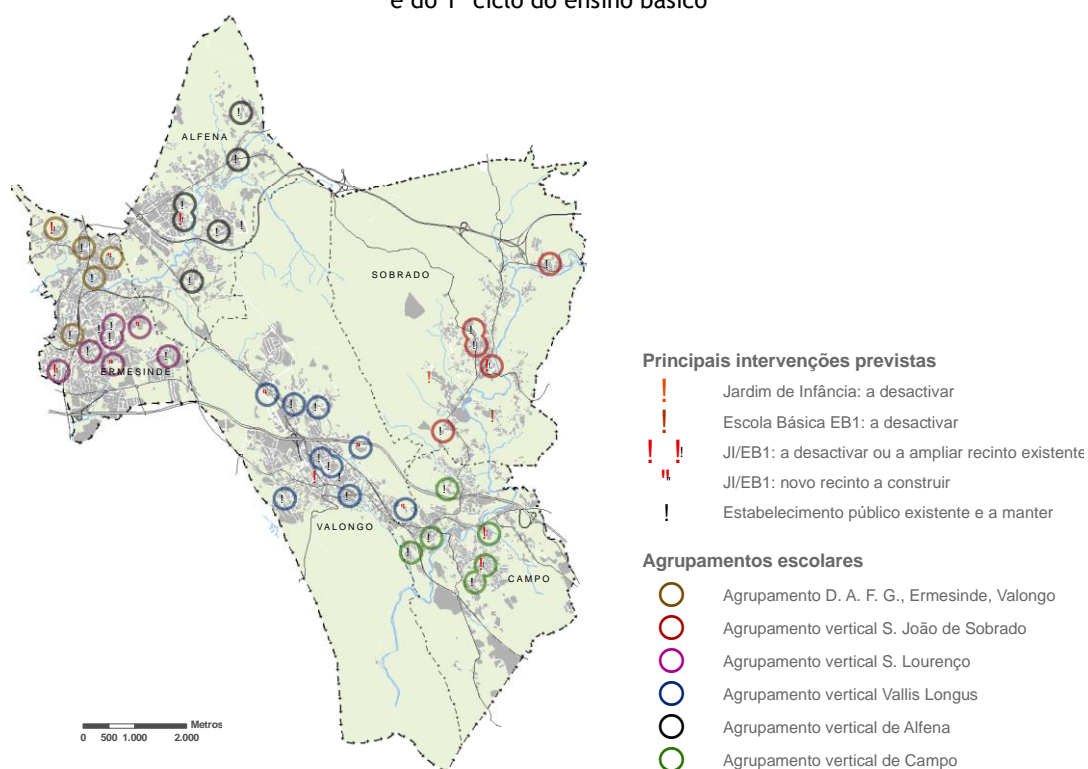 e do 1º ciclo do ensino básico
ALFENA
SOBRADO
ERMESINDE
VALONGO
CAMPO
Metros
0 500 1.000 2.000
Principais intervenções previstas
Jardim de Infância: a desactivar
Escola Básica EB1: a desactivar
JI/EB1: a desactivar ou a ampliar recinto existente
JI/EB1: novo recinto a construir
Estabelecimento público existente e a manter
Agrupamentos escolares
Agrupamento D. A. F. G., Ermesinde, Valongo
Agrupamento vertical S. João de Sobrado
Agrupamento vertical S. Lourenço
Agrupamento vertical Vallis Longus
Agrupamento vertical de Alfena
Agrupamento vertical de Campo